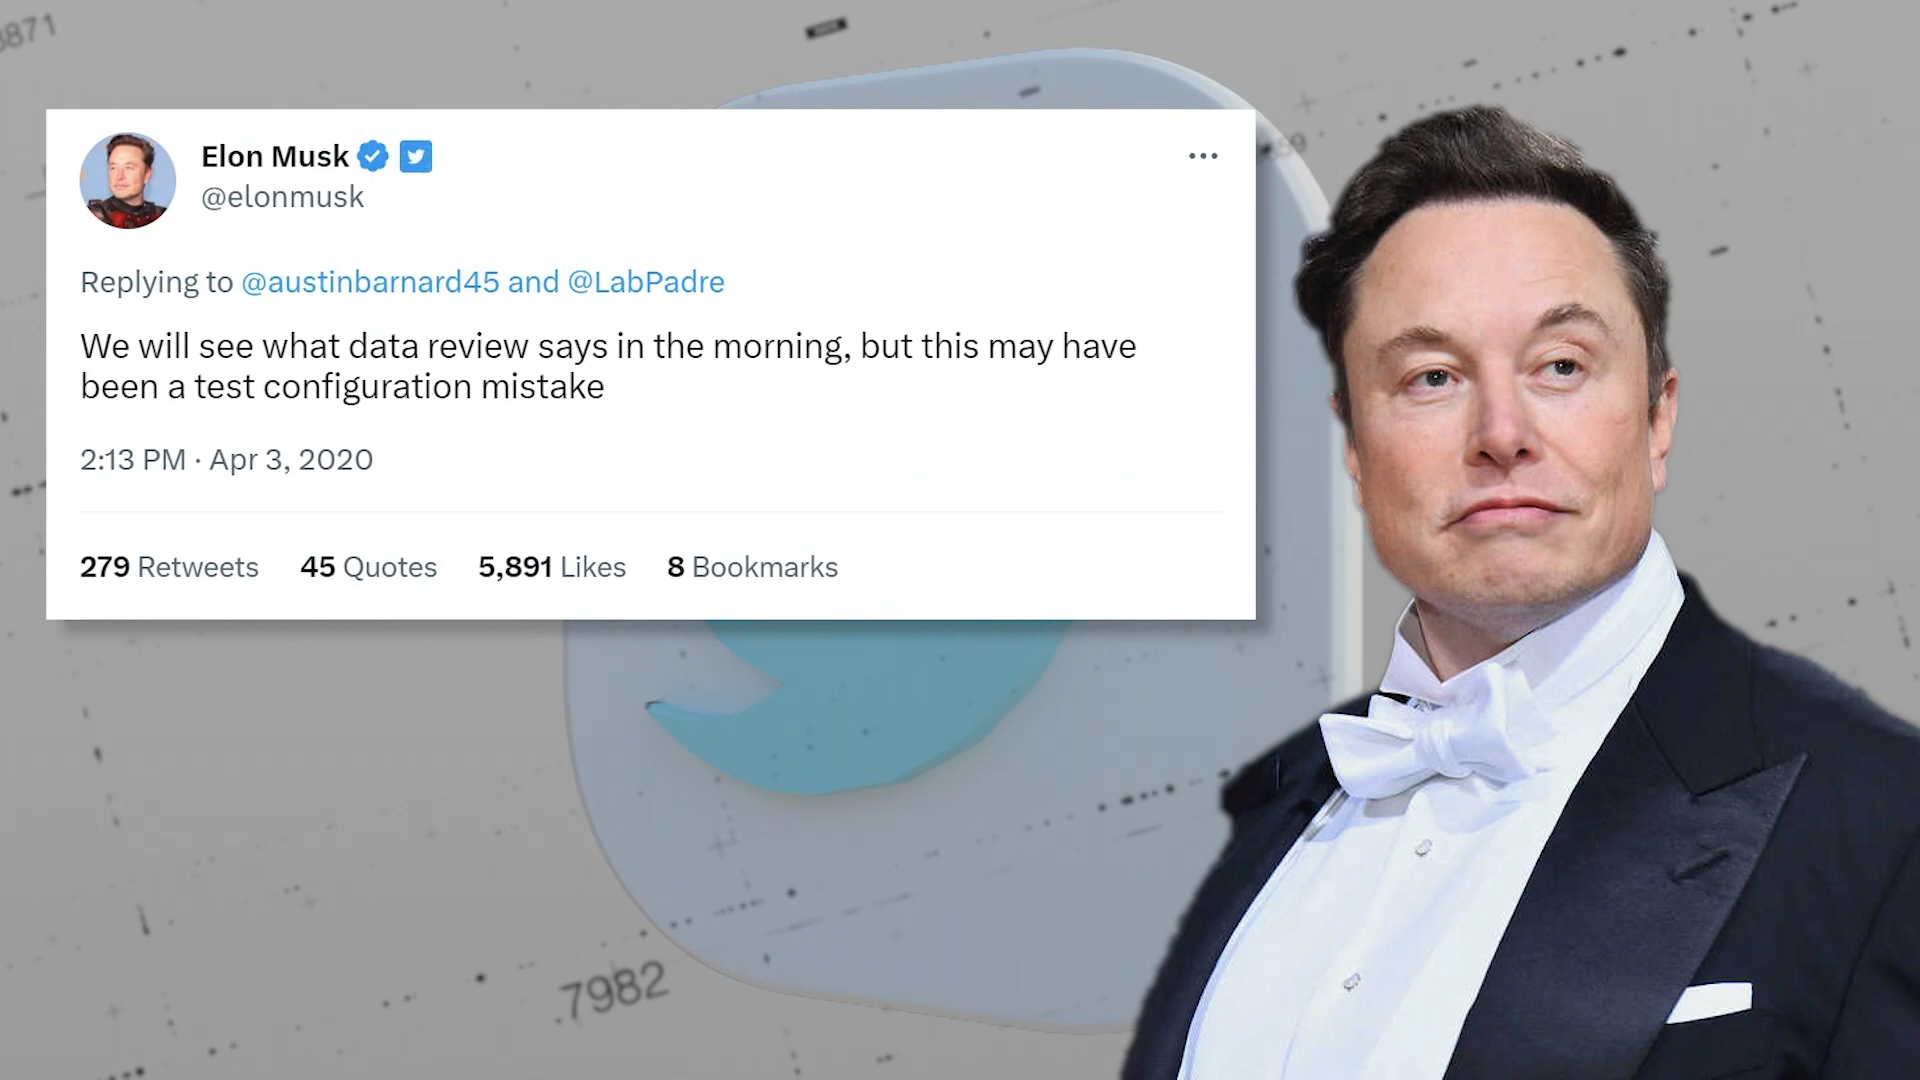 3871
Elon Musk
@elonmusk
Replying to @austinbarnard45 and @LabPadre
We will see what data review says in the morning, but this may have
been a test configuration mistake
2:13 PM · Apr 3, 2020
279 Retweets 45 Quotes 5,891 Likes 8 Bookmarks
.7982